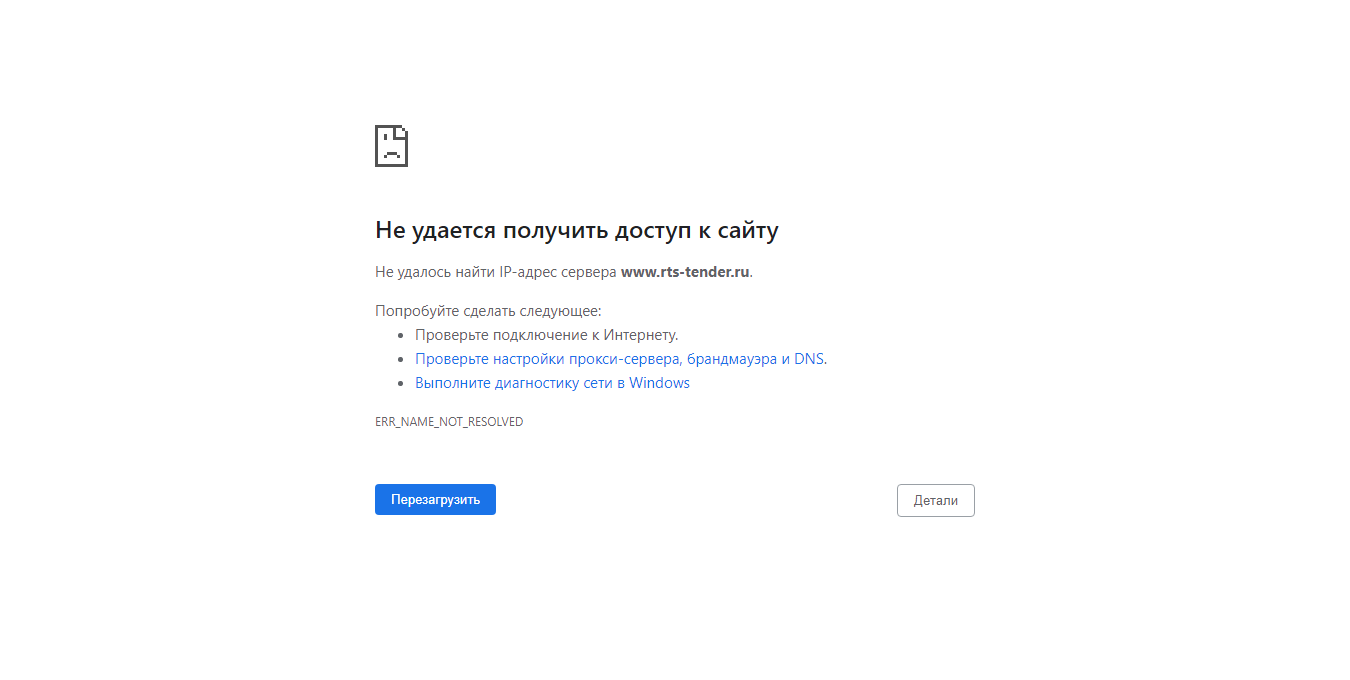 Не удается получить доступ к сайту
Не удалось найти IP-адрес сервера www.rts-tender.ru.
Попробуйте сделать следующее:
• Проверьте подключение к Интернету.
• Проверьте настройки прокси-сервера, брандмауэра и DNS.
• Выполните диагностику сети в Windows
ERR_NAME_NOT_RESOLVED
Перезагрузить
Детали